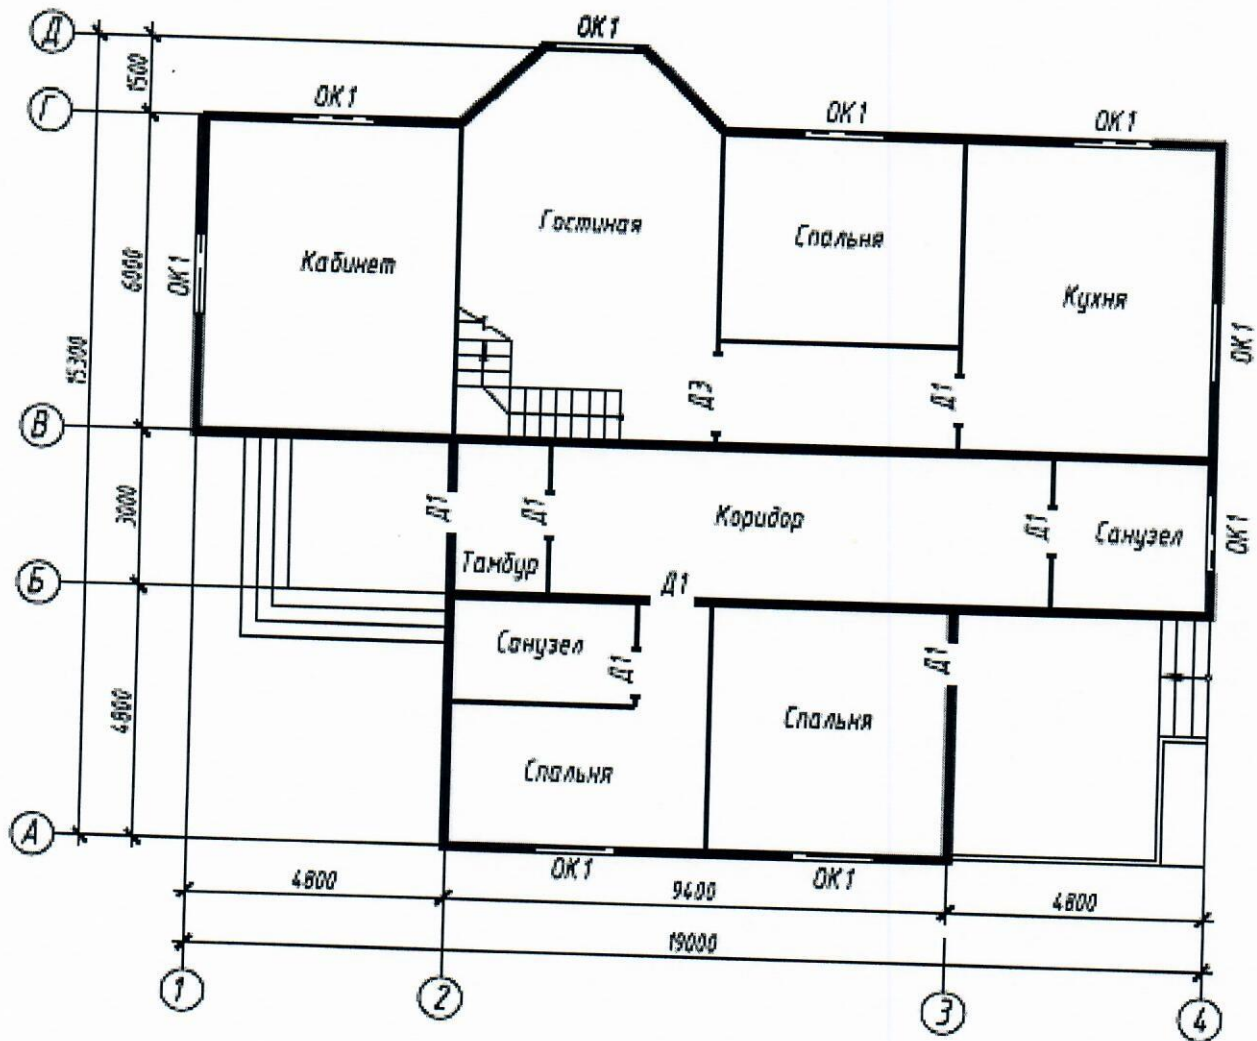 Д
ОК1
1500
Г
ОК1
ОК1
ОК1
Гостиная
Спальня
Кабинет
Кухня
6000
ОК1
ОК1
15300
Д3
Д1
В
Д1
Д1
Коридор
Д1
Санузел
ОК1
3000
Тамбур
Б
Д1
Санузел
Д1
Д1
4800
Спальня
Спальня
А
ОК1
ОК1
4800
9400
4800
19000
1
2
3
4